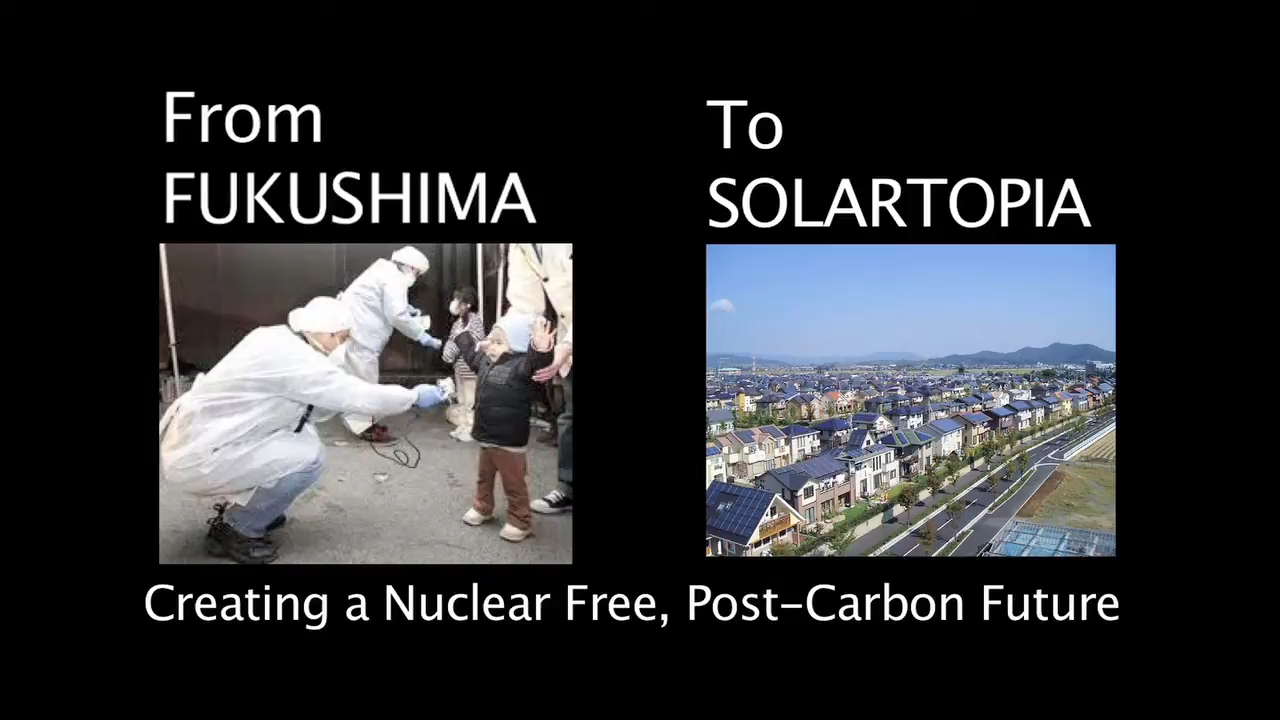 From
FUKUSHIMA
To
SOLARTOPIA
Creating a Nuclear Free, Post-Carbon Future